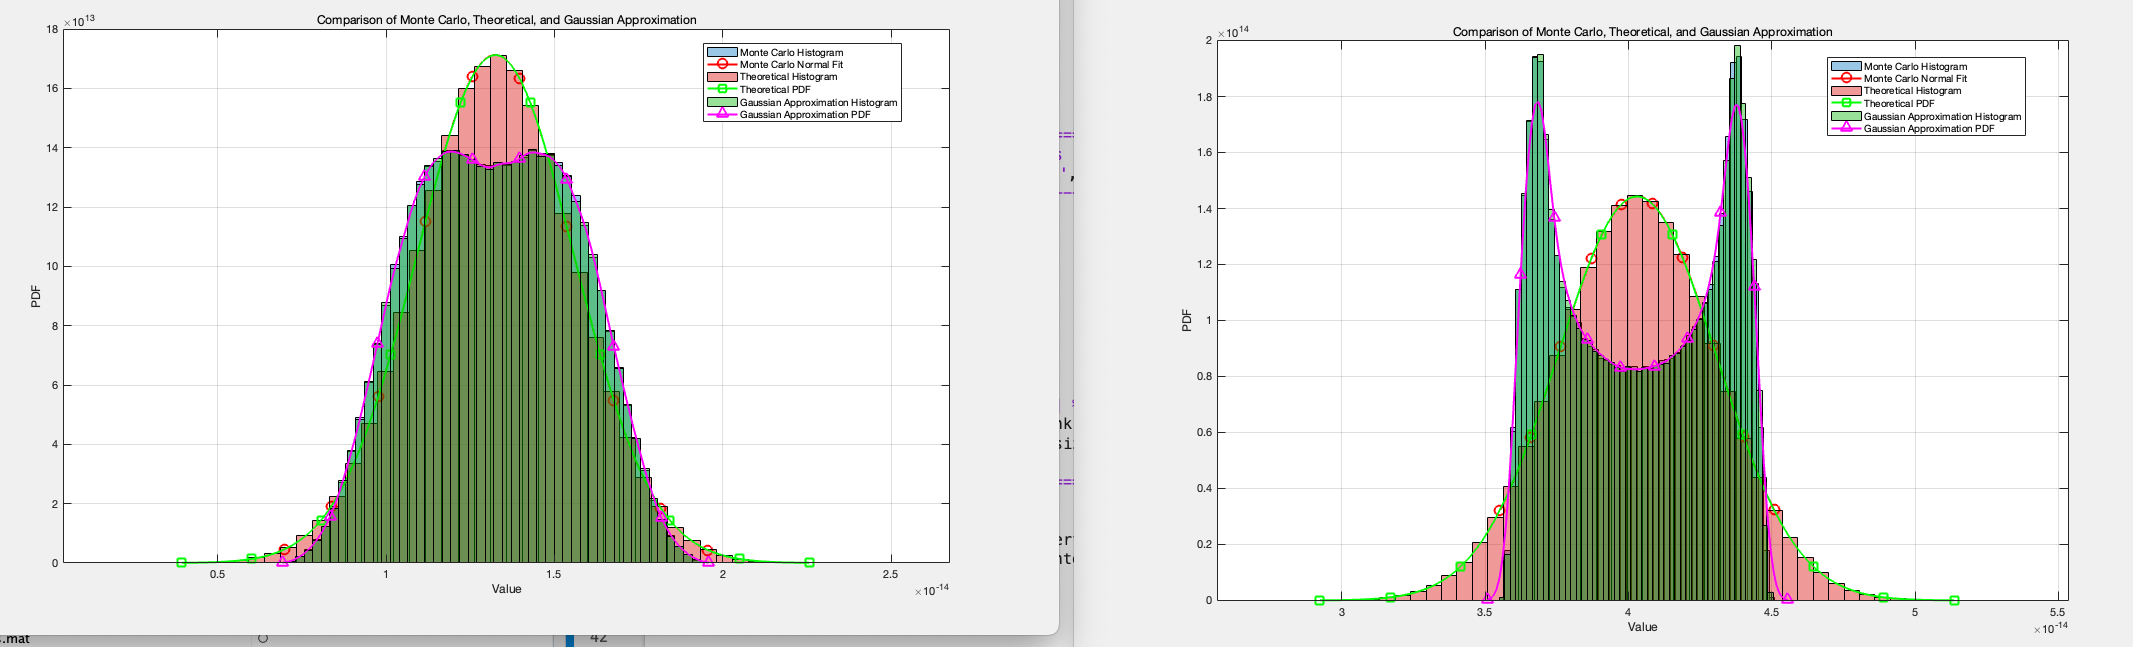 Comparison of Monte Carlo, Theoretical, and Gaussian Approximation
×10^13
18
16
14
12
10
8
6
4
2
0
PDF
Monte Carlo Histogram
Monte Carlo Normal Fit
Theoretical Histogram
Theoretical PDF
Gaussian Approximation Histogram
Gaussian Approximation PDF
0.5
1
1.5
2
2.5
×10^-14
Value
.mat
42
Comparison of Monte Carlo, Theoretical, and Gaussian Approximation
×10^14
2
1.8
1.6
1.4
1.2
1
0.8
0.6
0.4
0.2
0
PDF
Monte Carlo Histogram
Monte Carlo Normal Fit
Theoretical Histogram
Theoretical PDF
Gaussian Approximation Histogram
Gaussian Approximation PDF
3
3.5
4
4.5
5
5.5
×10^-14
Value